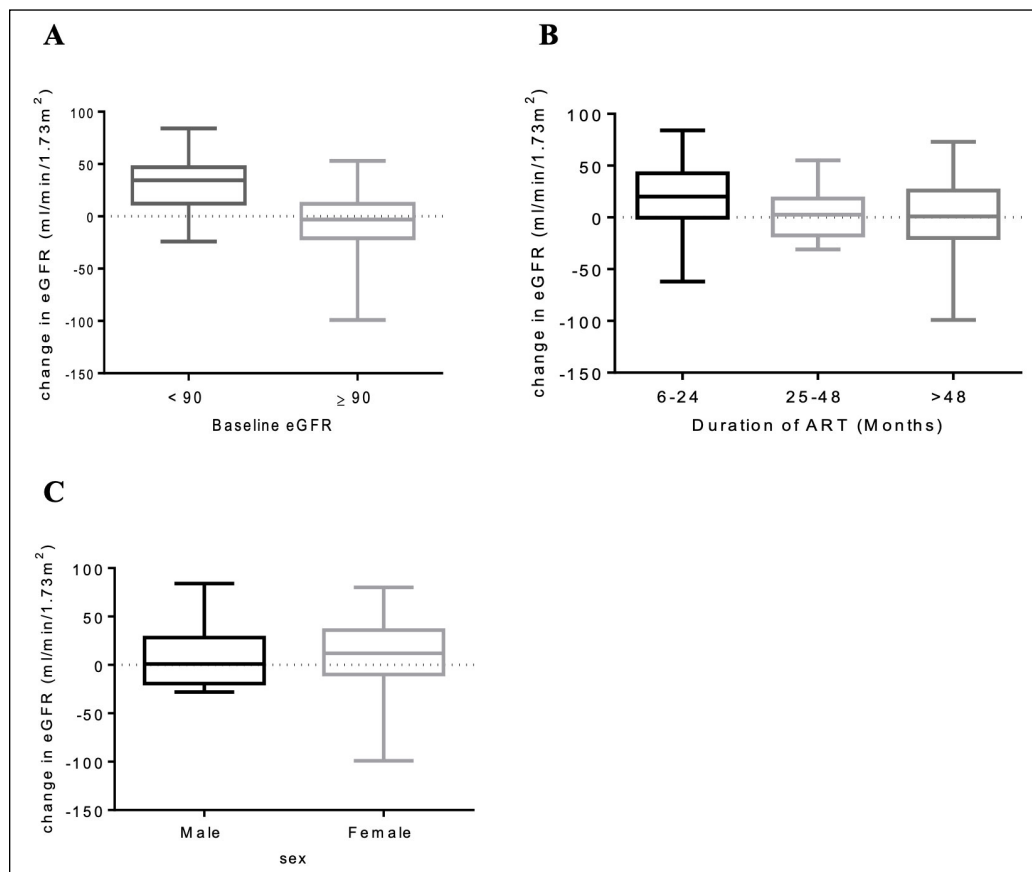 A
change in eGFR (ml/min/1.73m²)
100
50
0
-50
-100
-150
< 90
≥ 90
Baseline eGFR
B
change in eGFR (ml/min/1.73m²)
100
50
0
-50
-100
-150
6-24
25-48
>48
Duration of ART (Months)
C
change in eGFR (ml/min/1.73m²)
100
50
0
-50
-100
-150
Male
Female
sex